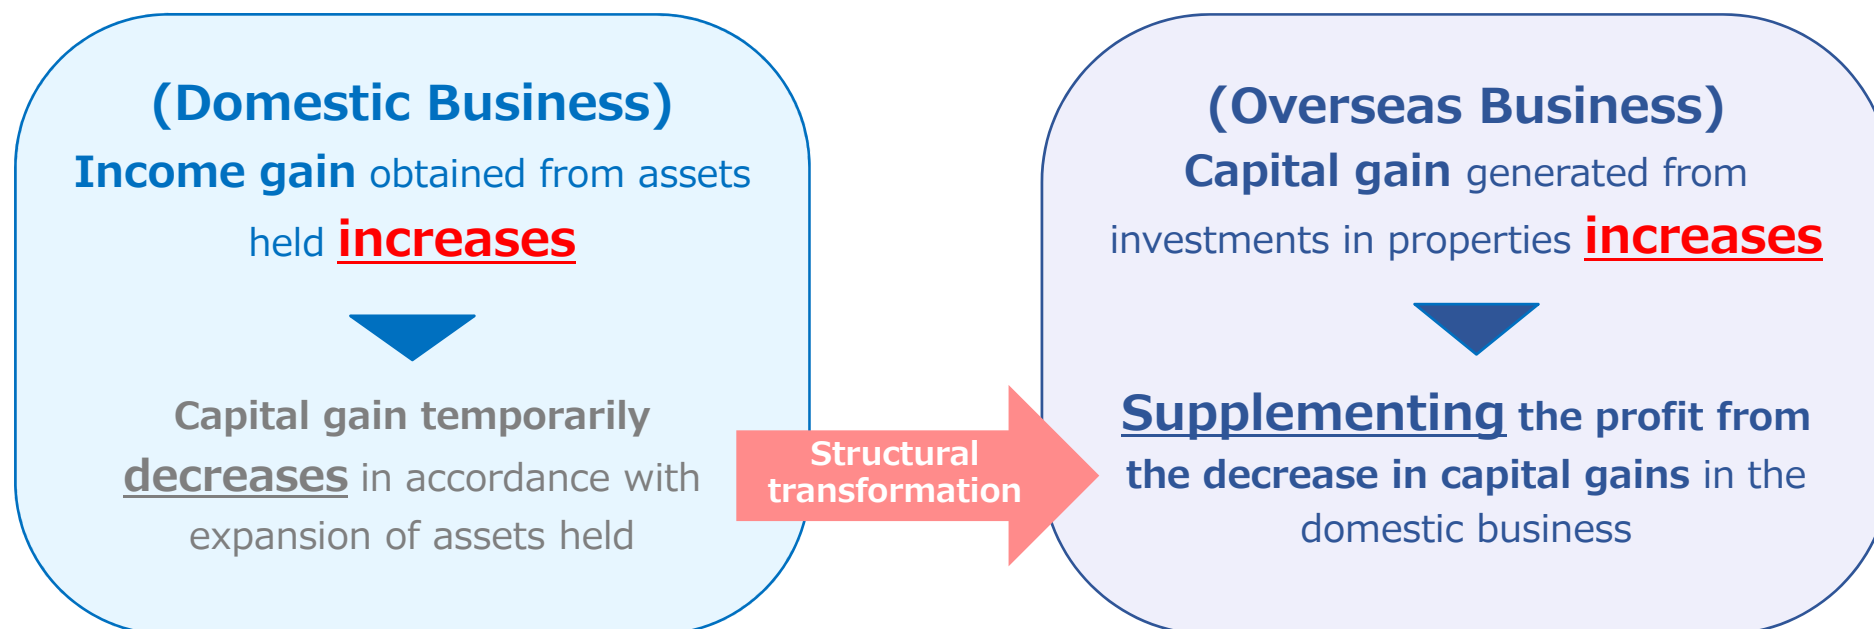 (Domestic Business)
Income gain obtained from assets
held increases
Capital gain temporarily
decreases in accordance with
expansion of assets held
Structural
transformation
(Overseas Business)
Capital gain generated from
investments in properties increases
Supplementing the profit from
the decrease in capital gains in the
domestic business